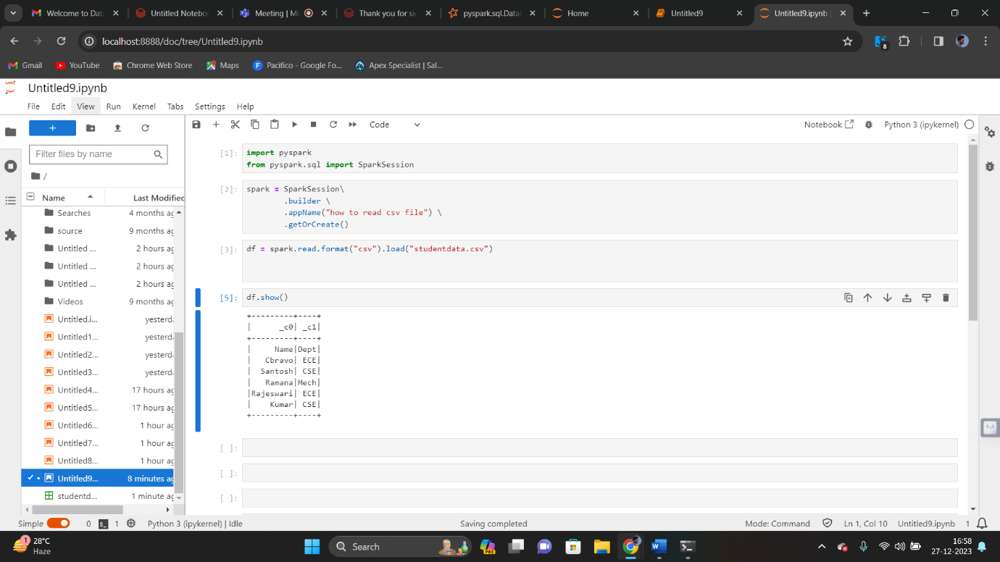 Welcome to Data
Untitled Notebo
Meeting | Mi
Thank you for sig
pyspark.sql.Data
Home
Untitled9
Untitled9.ipynb (
localhost:8888/doc/tree/Untitled9.ipynb
8
Gmail
YouTube
Chrome Web Store
Maps
Pacifico - Google Fo...
Apex Specialist | Sal...
Untitled9.ipynb
File Edit View Run Kernel Tabs Settings Help
Code
Notebook
Python 3 (ipykernel)
Filter files by name
/
Name
Last Modified
Searches 4 months ag
source 9 months ag
Untitled ... 2 hours ag
Untitled ... 2 hours ag
Untitled ... 2 hours ag
Videos 9 months ag
Untitled.i... yesterda
Untitled1... yesterda
Untitled2... yesterda
Untitled3... yesterda
Untitled4... 17 hours ag
Untitled5... 17 hours ag
Untitled6... 1 hour ag
Untitled7... 1 hour ag
Untitled8... 1 hour ag
Untitled9... 8 minutes ag
studentd... 1 minute ag
[1]: import pyspark
from pyspark.sql import SparkSession
[2]: spark = SparkSession\
.builder \
.appName("how to read csv file") \
.getOrCreate()
[3]: df = spark.read.format("csv").load("studentdata.csv")
[5]: df.show()
+---------+----+
|      _c0| _c1|
+---------+----+
|     Name|Dept|
|   Cbravo| ECE|
|  Santosh| CSE|
|   Ramana|Mech|
|Rajeswari| ECE|
|    Kumar| CSE|
+---------+----+
[ ]:
[ ]:
[ ]:
Simple 0 1 Python 3 (ipykernel) | Idle
Saving completed
Mode: Command
Ln 1, Col 10
Untitled9.ipynb
1
1
28°C
Haze
Search
PRE
16:58
27-12-2023